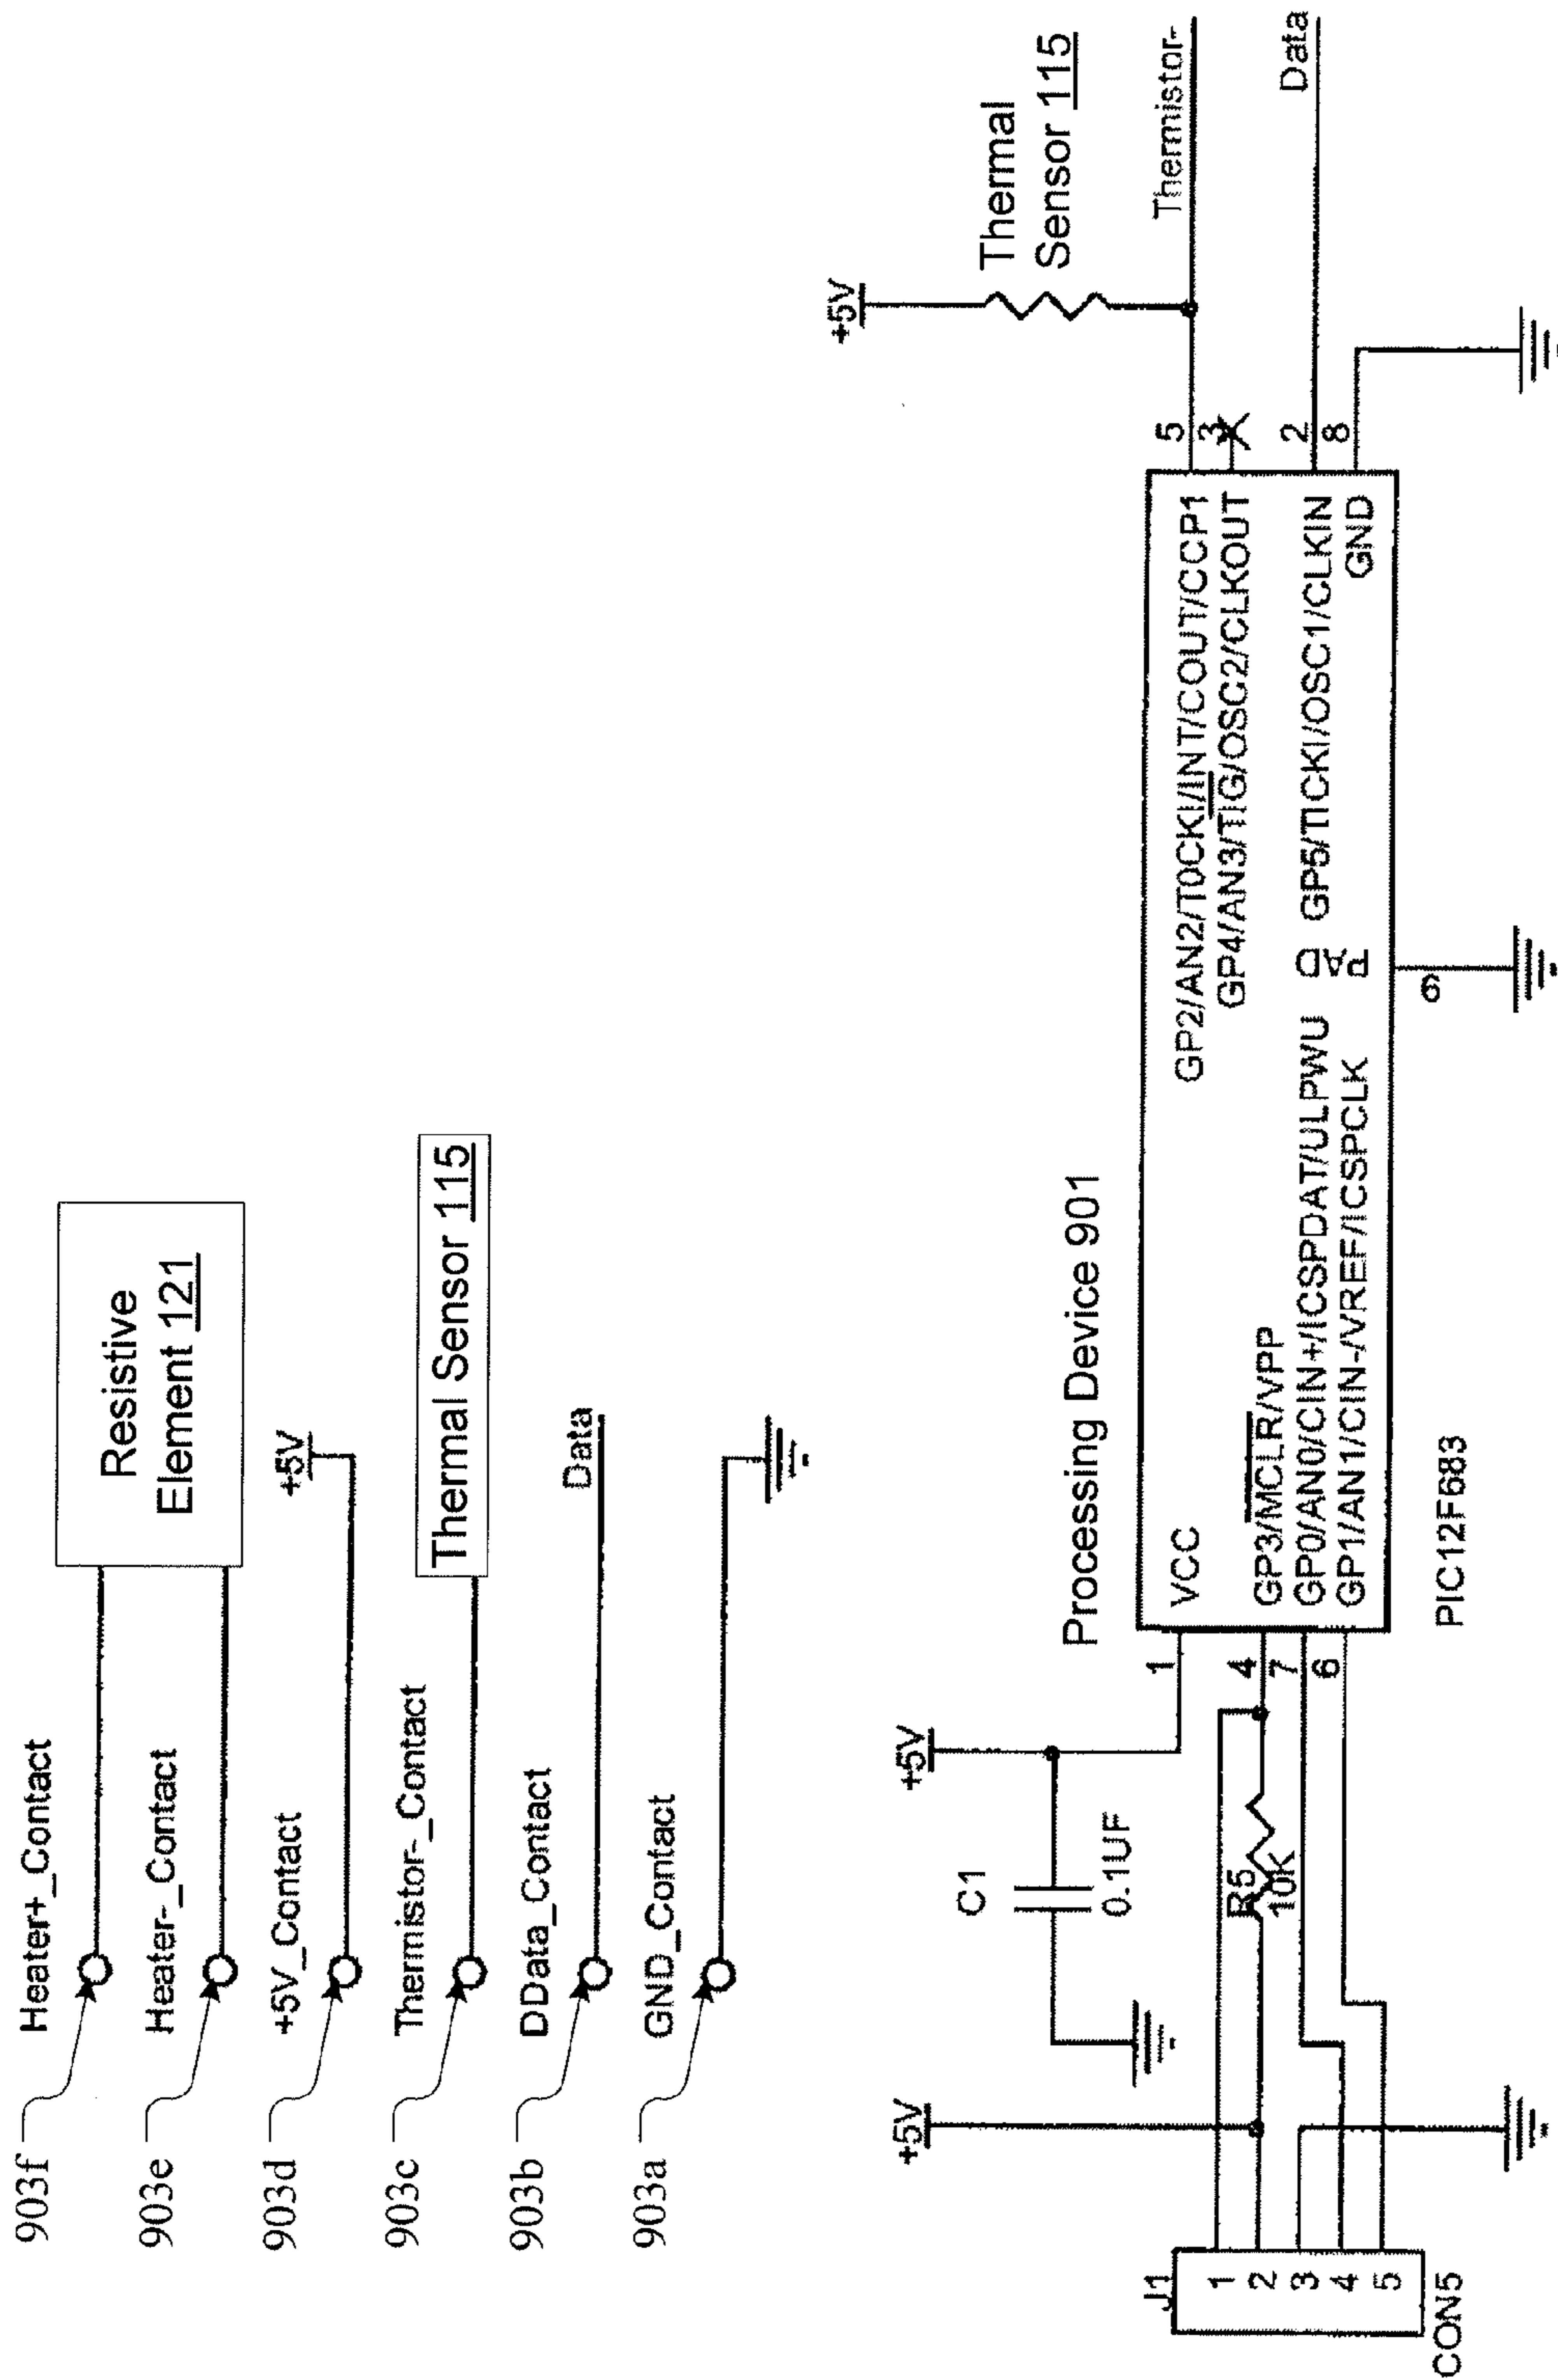 903f
Heater+_Contact
Resistive
Element 121
903e
Heater-_Contact
903d
+5V_Contact
+5V
903c
Thermistor-_Contact
Thermal Sensor 115
903b
DData_Contact
Data
903a
GND_Contact
+5V
Thermal
Sensor 115
Thermistor-
Data
+5V
+5V
C1
0.1UF
R5
10K
J1
1
2
3
4
5
CON5
Processing Device 901
1
4
7
6
VCC
GP3/MCLR/VPP
GP0/AN0/CIN+/ICSPDAT/ULPWU
GP1/AN1/CIN-/VREF/ICSPCLK
PAD
GP2/AN2/T0CKI/INT/COUT/CCP1
GP4/AN3/TIG/OSC2/CLKOUT
GP5/TICKI/OSC1/CLKIN
GND
5
3
2
8
9
PIC12F683